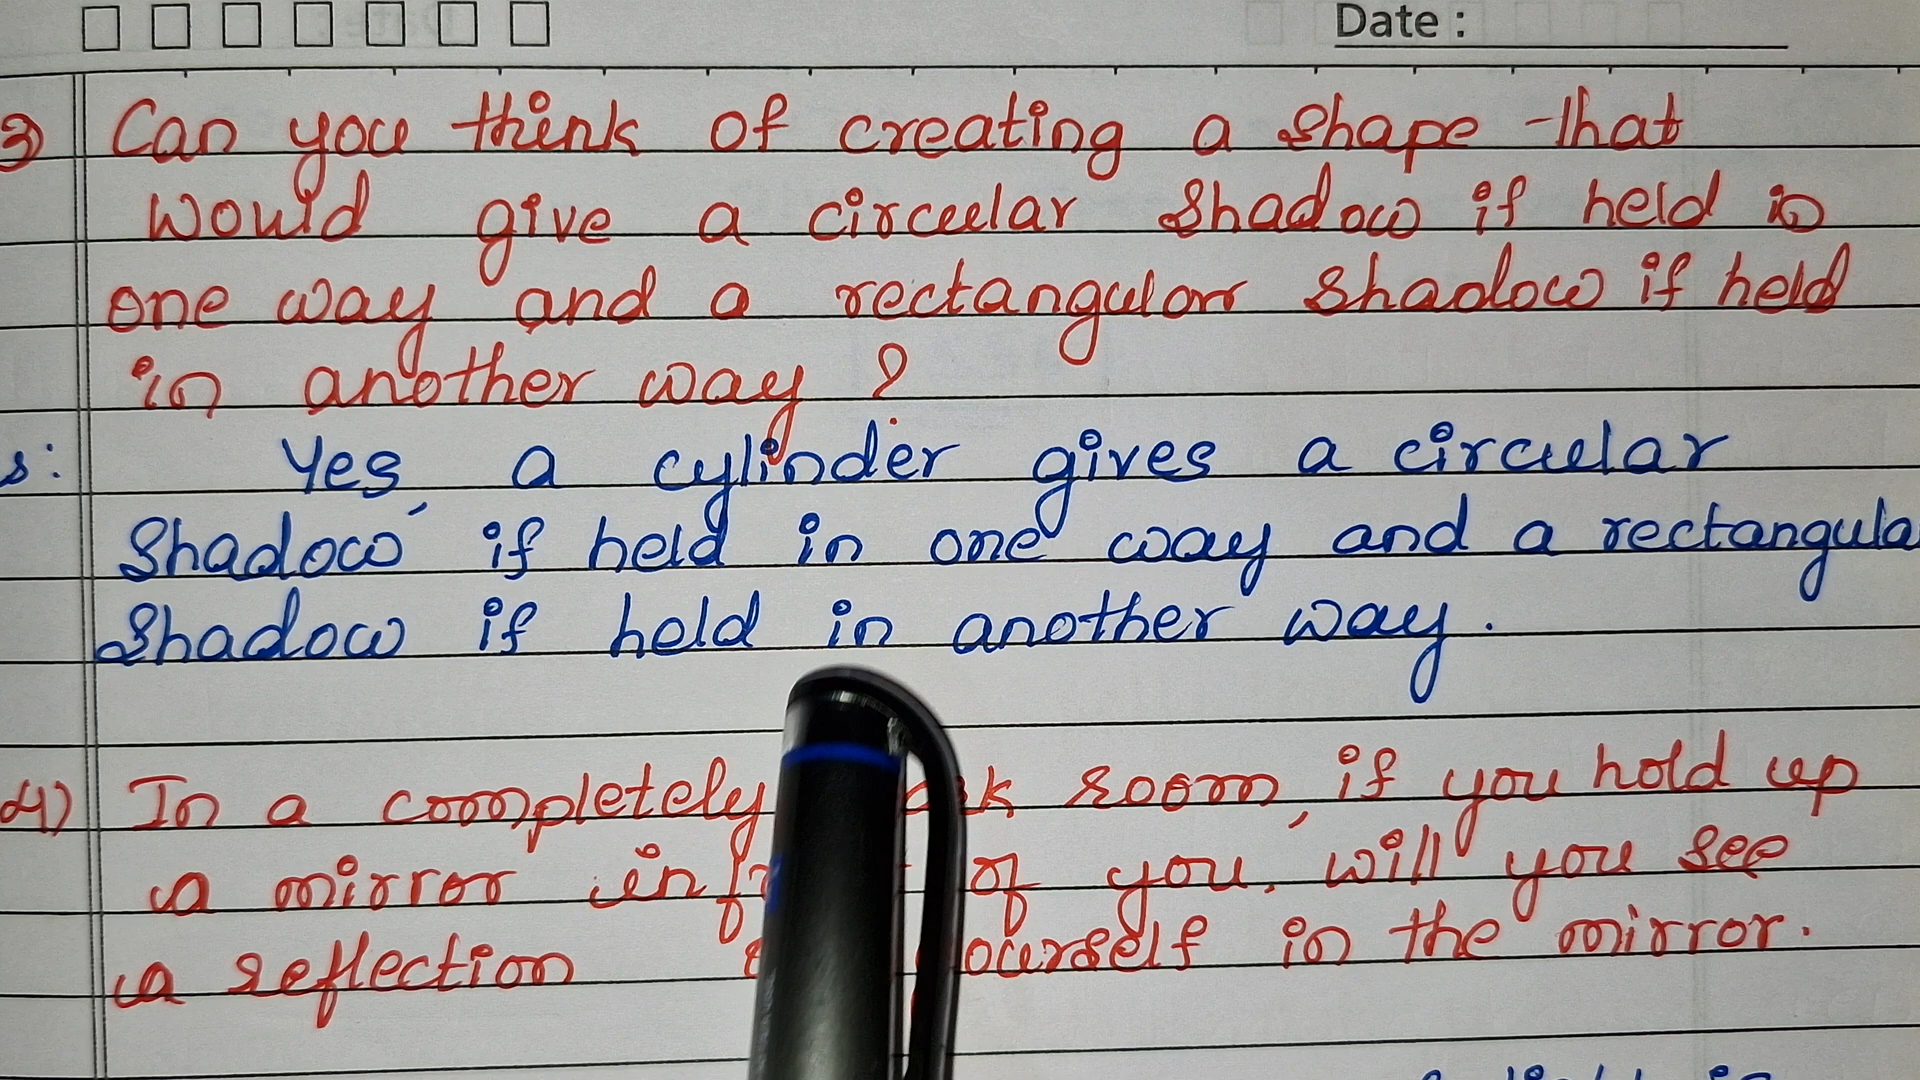 Date :
3) Can you think of creating a shape that
would give a circular shadow if held in
one way and a rectangular shadow if held
in another way ?
s: Yes, a cylinder gives a circular
shadow if held in one way and a rectangula
shadow if held in another way.
4) In a completely room, if you hold up
a mirror of you, will you see
a reflection in the mirror.